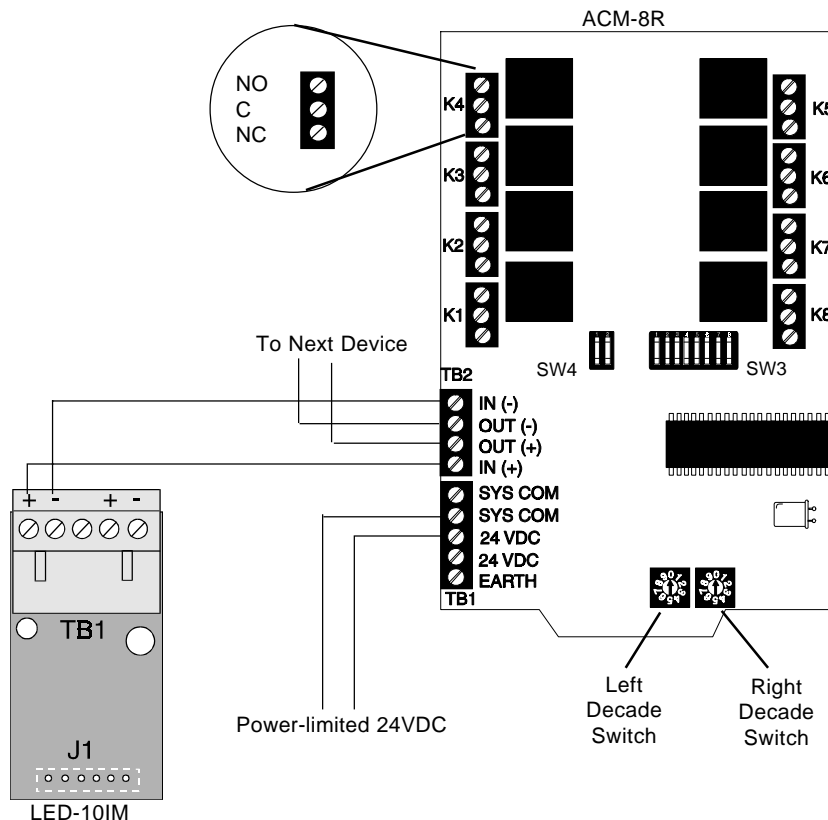 ACM-8R
NO
C
NC
K4
K3
K2
K1
K5
K6
K7
K8
To Next Device
SW4
SW3
TB2
IN (-)
OUT (-)
OUT (+)
IN (+)
SYS COM
SYS COM
24 VDC
24 VDC
EARTH
TB1
+ - + -
TB1
J1
LED-10IM
Power-limited 24VDC
Left
Decade
Switch
Right
Decade
Switch